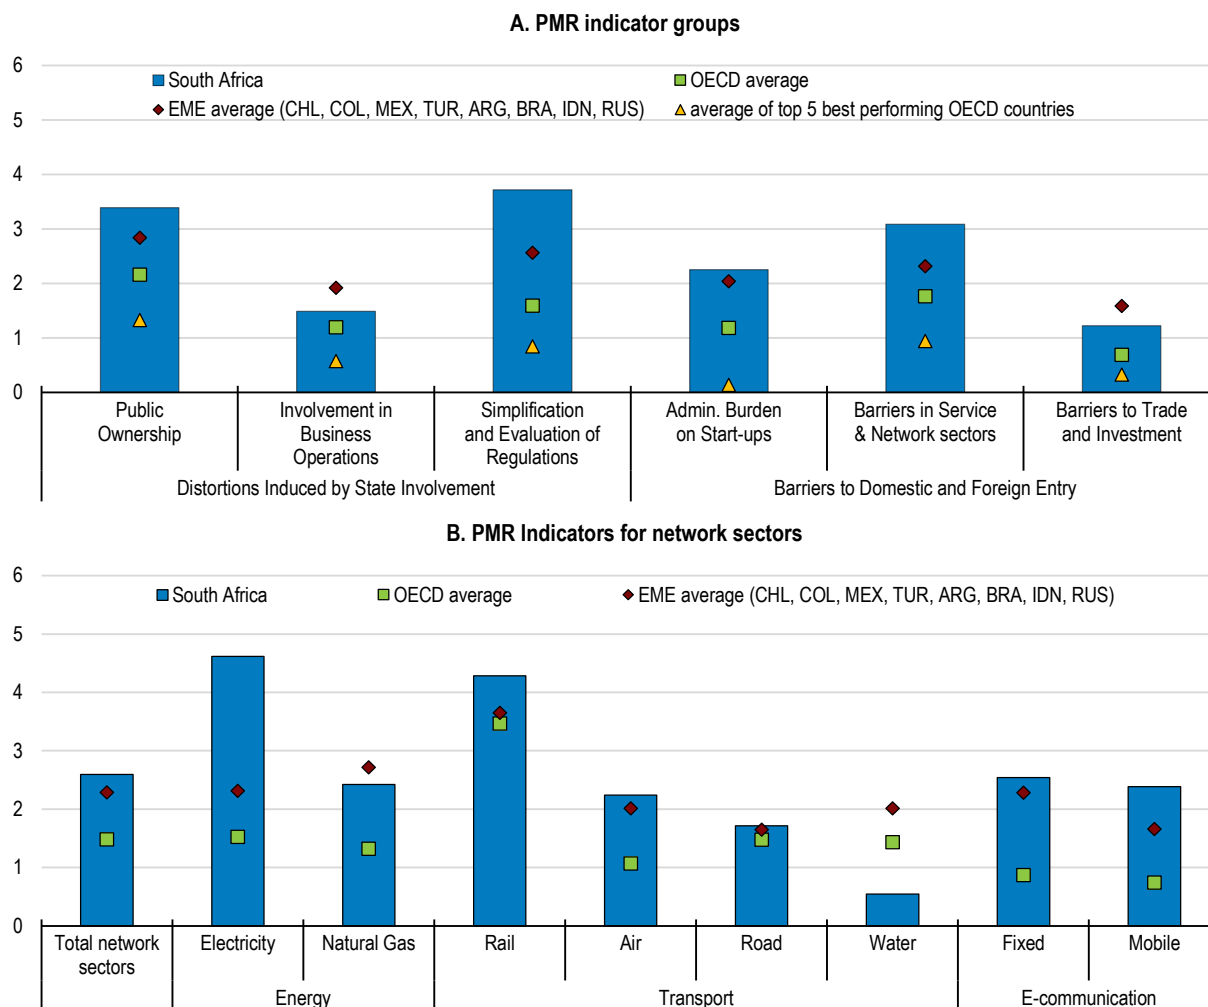 A. PMR indicator groups
6
5
4
3
2
1
0
South Africa
OECD average
EME average (CHL, COL, MEX, TUR, ARG, BRA, IDN, RUS)
average of top 5 best performing OECD countries
Public
Ownership
Involvement in
Business
Operations
Simplification
and Evaluation of
Regulations
Admin. Burden
on Start-ups
Barriers in Service
& Network sectors
Barriers to Trade
and Investment
Distortions Induced by State Involvement
Barriers to Domestic and Foreign Entry
B. PMR Indicators for network sectors
6
5
4
3
2
1
0
South Africa
OECD average
EME average (CHL, COL, MEX, TUR, ARG, BRA, IDN, RUS)
Total network
sectors
Electricity
Natural Gas
Rail
Air
Road
Water
Fixed
Mobile
Energy
Transport
E-communication